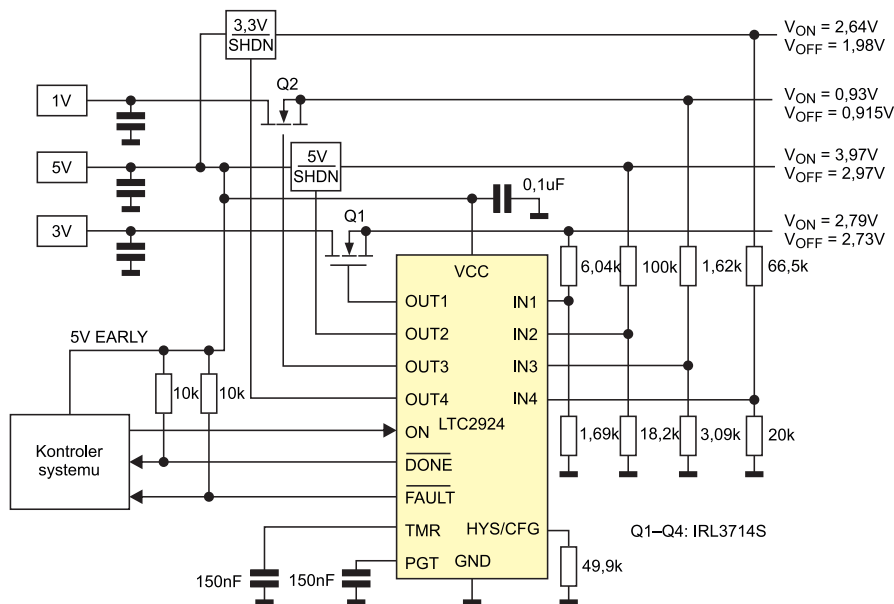 3,3V
SHDN
V_ON = 2,64V
V_OFF = 1,98V
Q2
1V
V_ON = 0,93V
V_OFF = 0,915V
5V
5V
SHDN
V_ON = 3,97V
V_OFF = 2,97V
0,1uF
3V
Q1
V_ON = 2,79V
V_OFF = 2,73V
VCC
6,04k
100k
1,62k
66,5k
OUT1
IN1
OUT2
IN2
OUT3
IN3
OUT4
IN4
5V EARLY
10k
10k
ON
LTC2924
1,69k
18,2k
3,09k
20k
Kontroler
systemu
DONE
FAULT
TMR
HYS/CFG
Q1–Q4: IRL3714S
PGT
GND
49,9k
150nF
150nF